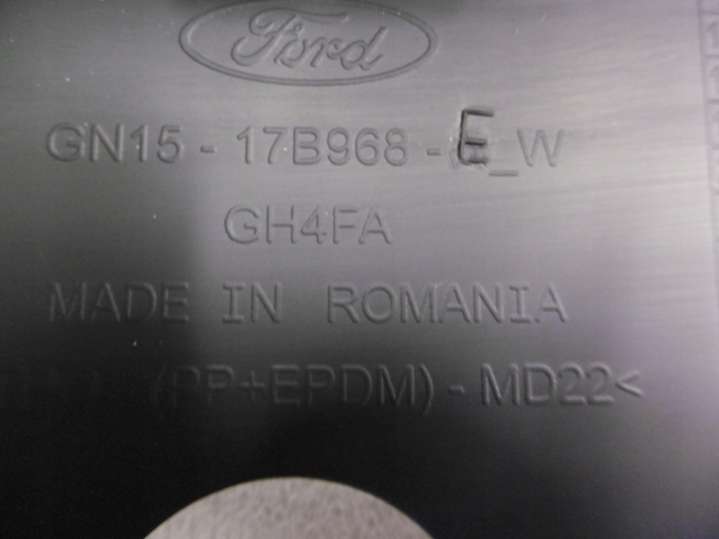 Ford
GN15 - 17B968 - E_W
GH4FA
MADE IN ROMANIA
(PP+EPDM) - MD22<